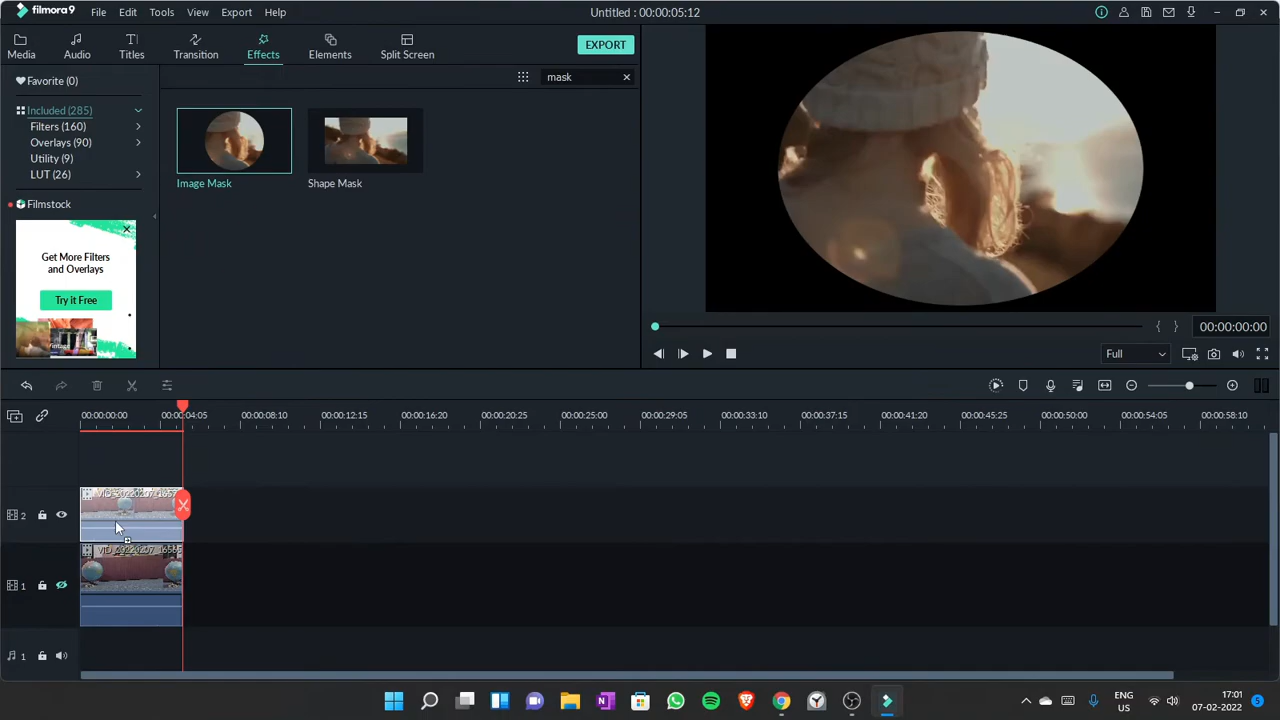 filmora9 File Edit Tools View Export Help Untitled : 00:00:05:12
Media Audio Titles Transition Effects Elements Split Screen EXPORT
Favorite (0) mask
Included (285)
Filters (160)
Overlays (90)
Utility (9)
LUT (26)
Filmstock
Image Mask Shape Mask
Get More Filters
and Overlays
Try it Free
00:00:00:00
Full
00:00:00:00 00:00:04:05 00:00:08:10 00:00:12:15 00:00:16:20 00:00:20:25 00:00:25:00 00:00:29:05 00:00:33:10 00:00:37:15 00:00:41:20 00:00:45:25 00:00:50:00 00:00:54:05 00:00:58:10
2
1
1
ENG
US
17:01
07-02-2022
5